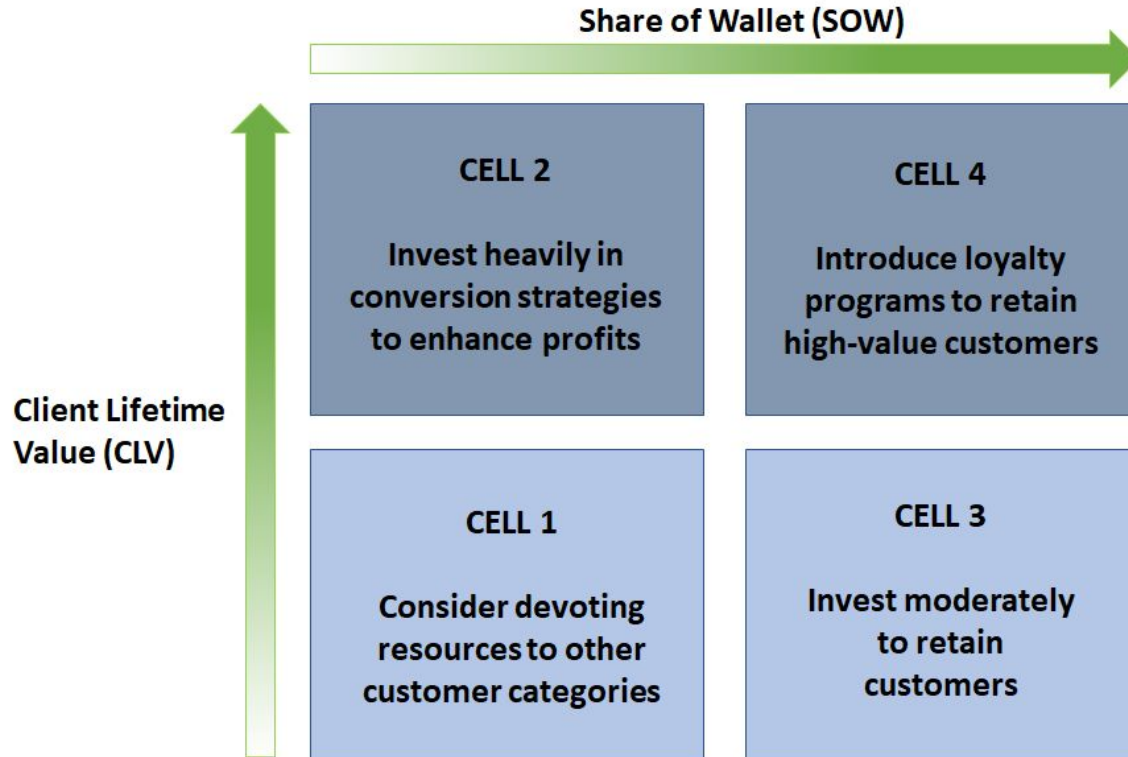 Share of Wallet (SOW)
CELL 2
Invest heavily in
conversion strategies
to enhance profits
CELL 4
Introduce loyalty
programs to retain
high-value customers
Client Lifetime
Value (CLV)
CELL 1
Consider devoting
resources to other
customer categories
CELL 3
Invest moderately
to retain
customers